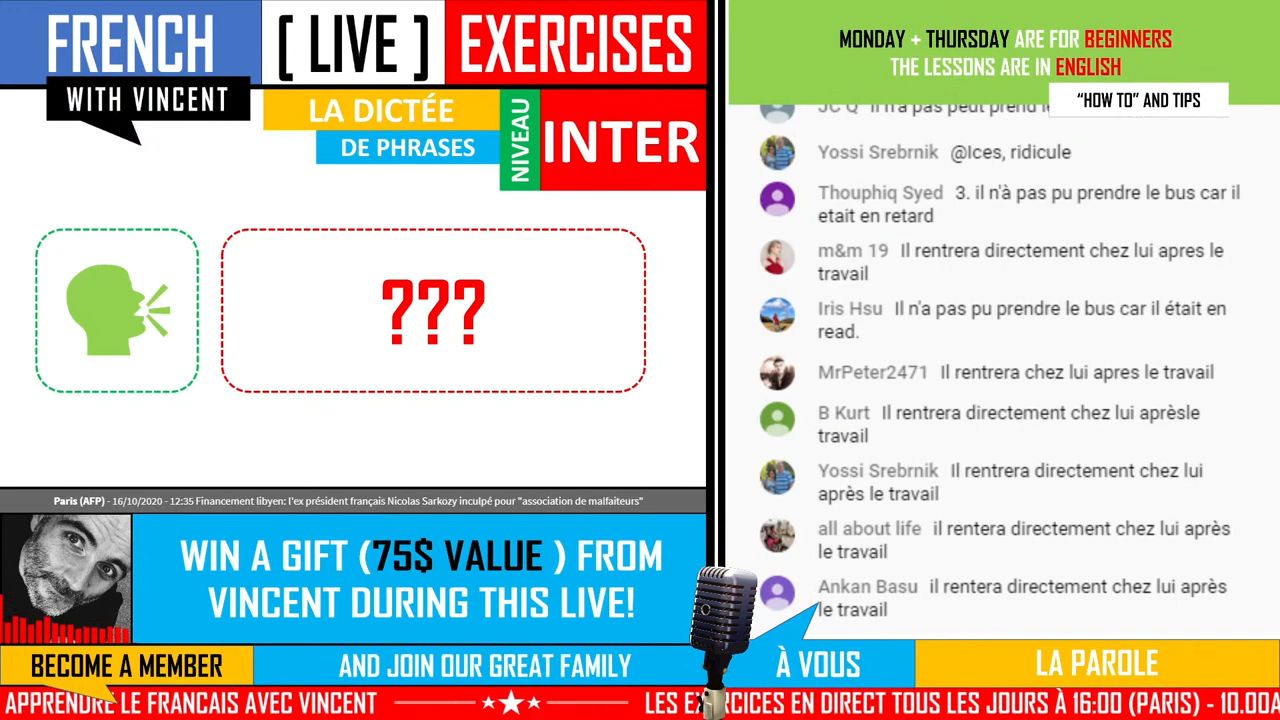 FRENCH
WITH VINCENT
[ LIVE ]
EXERCISES
LA DICTÉE
DE PHRASES
NIVEAU
INTER
???
Paris (AFP) - 16/10/2020 - 12:35 Financement libyen: l'ex président français Nicolas Sarkozy inculpé pour "association de malfaiteurs"
WIN A GIFT (75$ VALUE ) FROM
VINCENT DURING THIS LIVE!
BECOME A MEMBER
AND JOIN OUR GREAT FAMILY
MONDAY + THURSDAY ARE FOR BEGINNERS
THE LESSONS ARE IN ENGLISH
“HOW TO” AND TIPS
JC Q Il n'a pas peut prend
Yossi Srebrnik @Ices, ridicule
Thouphiq Syed 3. il n'à pas pu prendre le bus car il
etait en retard
m&m 19 Il rentrera directement chez lui apres le
travail
Iris Hsu Il n'a pas pu prendre le bus car il était en
read.
MrPeter2471 Il rentrera chez lui apres le travail
B Kurt Il rentrera directement chez lui aprèsle
travail
Yossi Srebrnik Il rentrera directement chez lui
après le travail
all about life il rentera directement chez lui après
le travail
Ankan Basu il rentera directement chez lui après
le travail
À VOUS
LA PAROLE
APPRENDRE LE FRANCAIS AVEC VINCENT
LES EXERCICES EN DIRECT TOUS LES JOURS À 16:00 (PARIS) - 10.00A